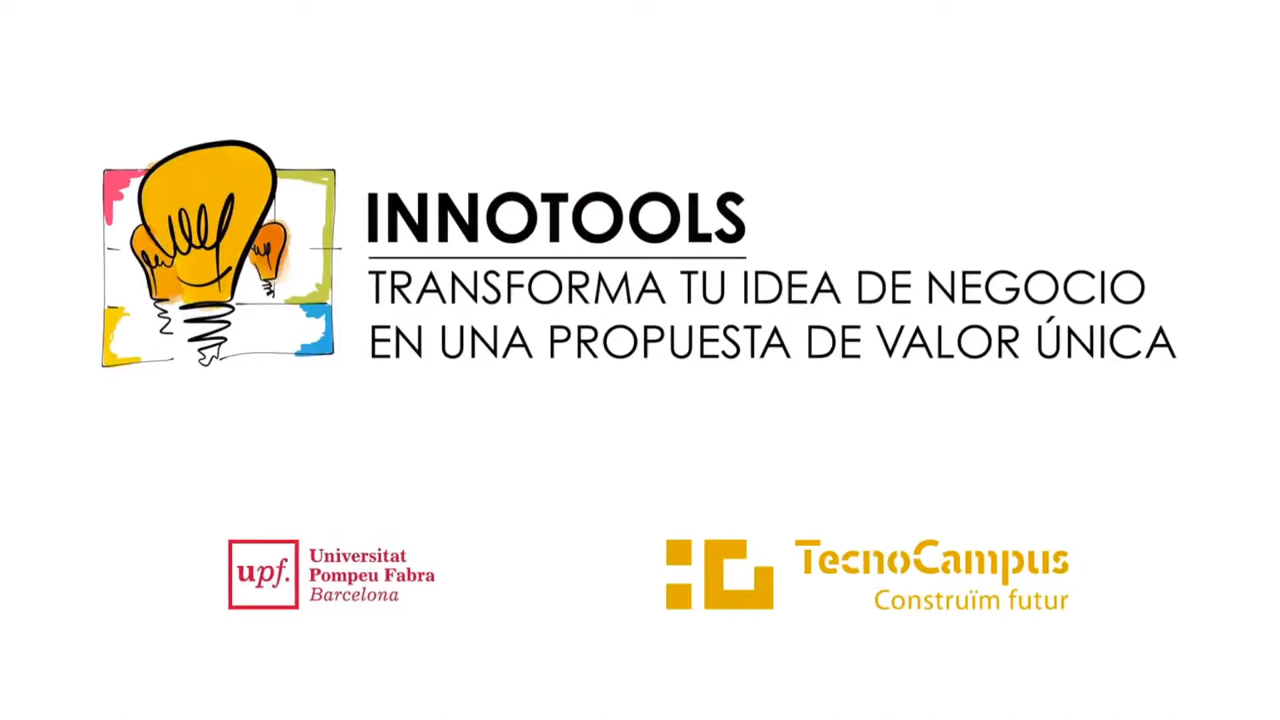 INNOTOOLS
TRANSFORMA TU IDEA DE NEGOCIO
EN UNA PROPUESTA DE VALOR ÚNICA
upf.
Universitat
Pompeu Fabra
Barcelona
TecnoCampus
Construïm futur